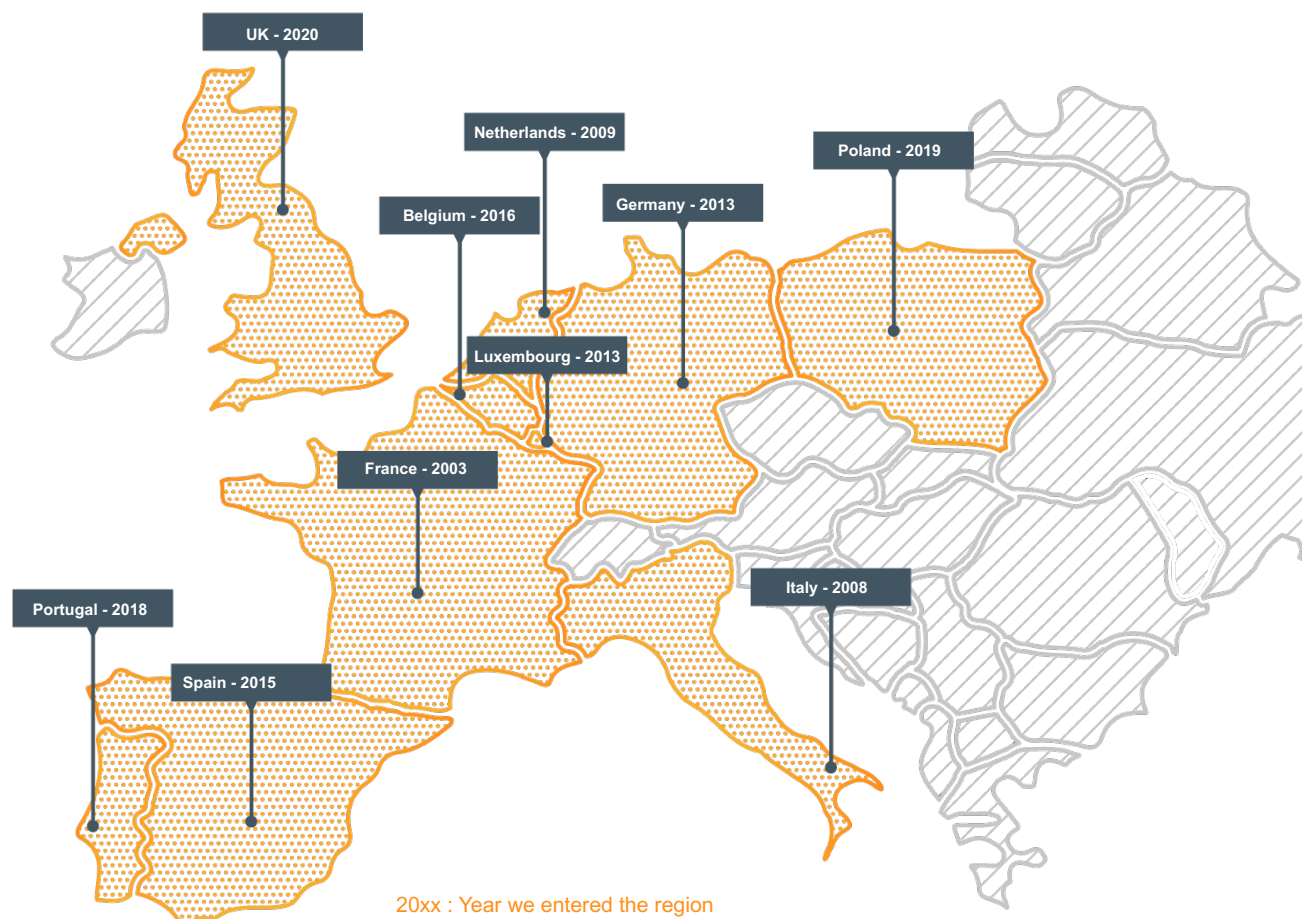 UK - 2020
Netherlands - 2009
Poland - 2019
Belgium - 2016
Germany - 2013
Luxembourg - 2013
France - 2003
Italy - 2008
Portugal - 2018
Spain - 2015
20xx : Year we entered the region